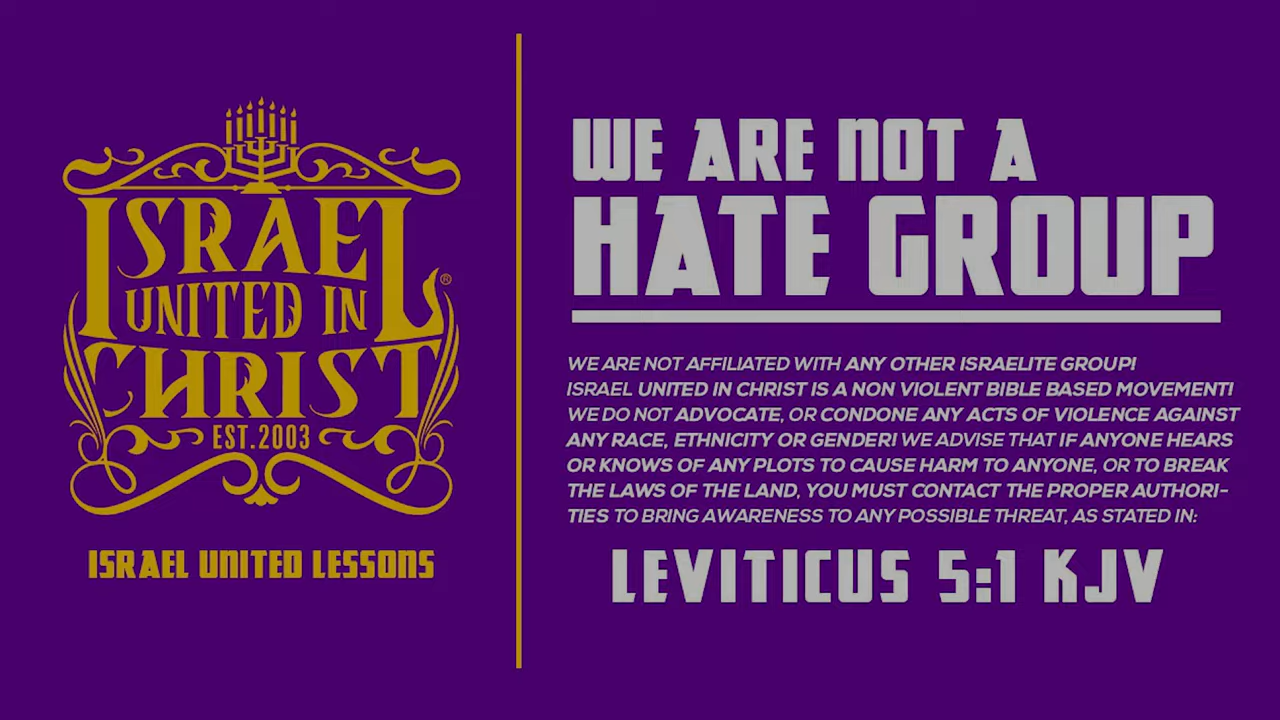 ISRAEL
UNITED IN
CHRIST
®
EST.2003
ISRAEL UNITED LESSONS
WE ARE NOT A
HATE GROUP
WE ARE NOT AFFILIATED WITH ANY OTHER ISRAELITE GROUP!
ISRAEL UNITED IN CHRIST IS A NON VIOLENT BIBLE BASED MOVEMENT!
WE DO NOT ADVOCATE, OR CONDONE ANY ACTS OF VIOLENCE AGAINST
ANY RACE, ETHNICITY OR GENDER! WE ADVISE THAT IF ANYONE HEARS
OR KNOWS OF ANY PLOTS TO CAUSE HARM TO ANYONE, OR TO BREAK
THE LAWS OF THE LAND, YOU MUST CONTACT THE PROPER AUTHORI-
TIES TO BRING AWARENESS TO ANY POSSIBLE THREAT, AS STATED IN:
LEVITICUS 5:1 KJV